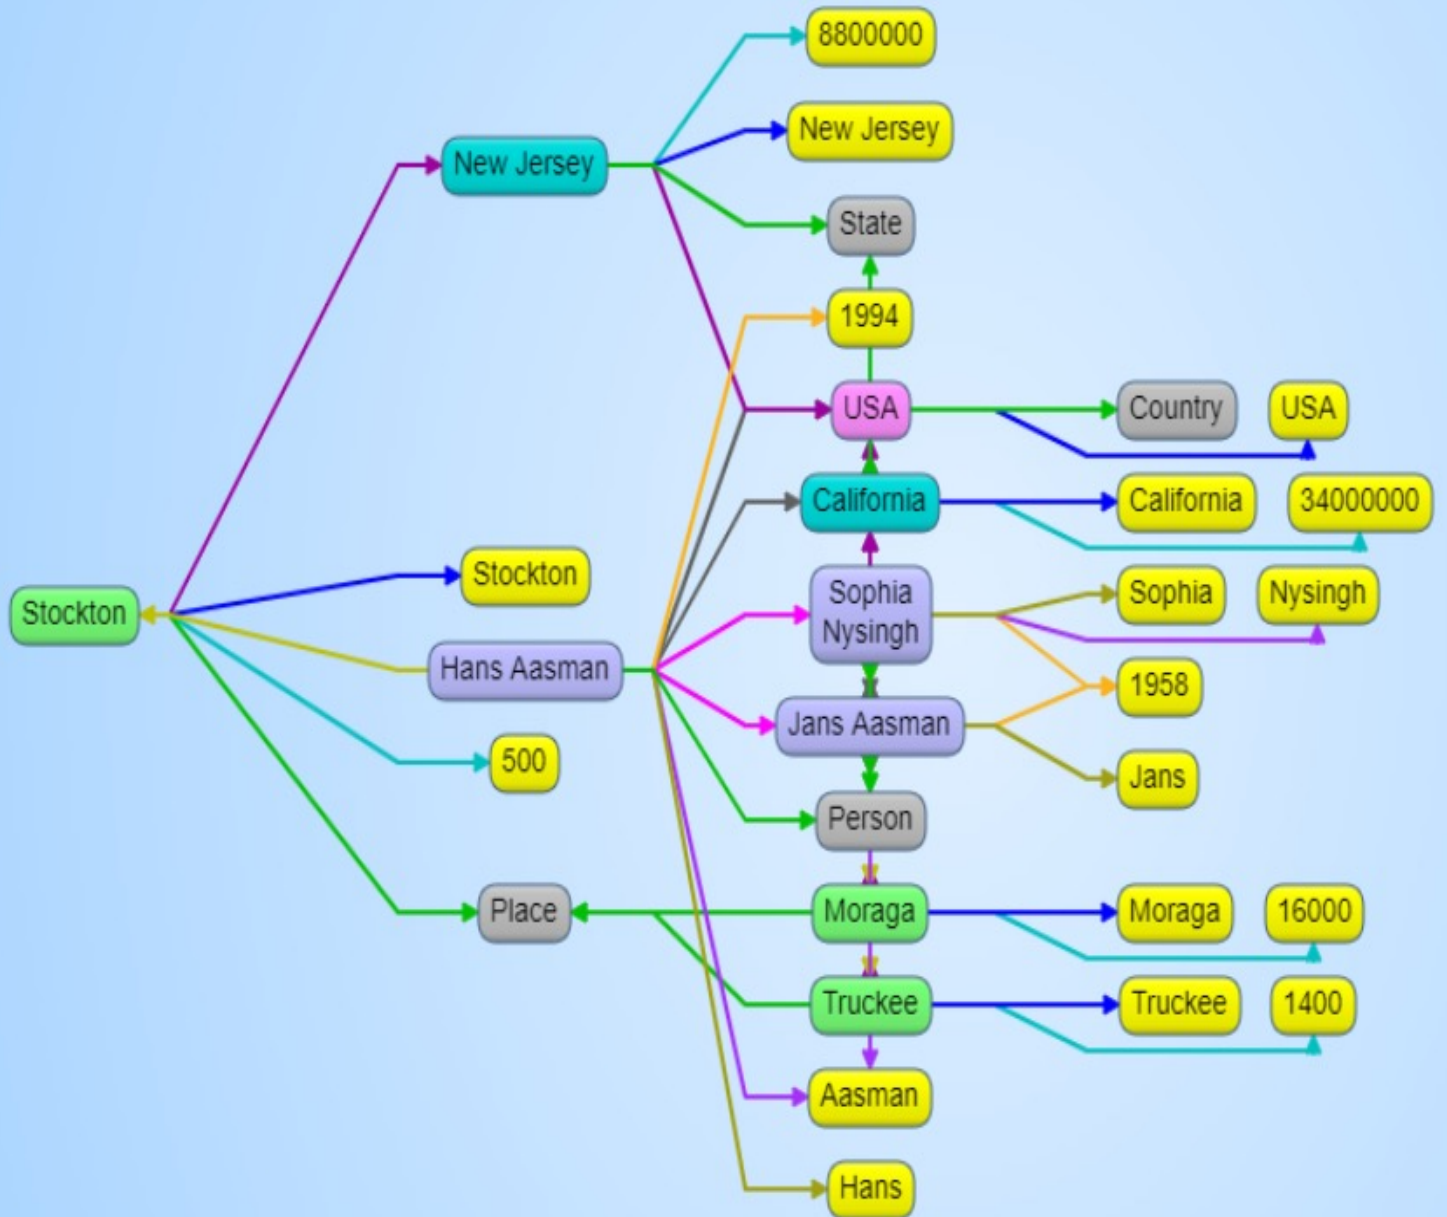 8800000
New Jersey
New Jersey
State
1994
USA
Country
USA
California
California
34000000
Stockton
Stockton
Sophia
Nysingh
Sophia
Nysingh
Hans Aasman
1958
Jans Aasman
500
Jans
Person
Place
Moraga
Moraga
16000
Truckee
Truckee
1400
Aasman
Hans